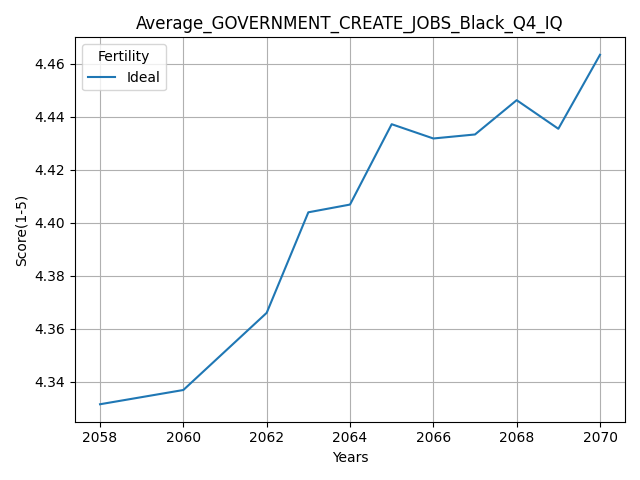 Average_GOVERNMENT_CREATE_JOBS_Black_Q4_IQ
Fertility
Ideal
4.46
4.44
4.42
4.40
4.38
4.36
4.34
Score(1-5)
2058 2060 2062 2064 2066 2068 2070
Years